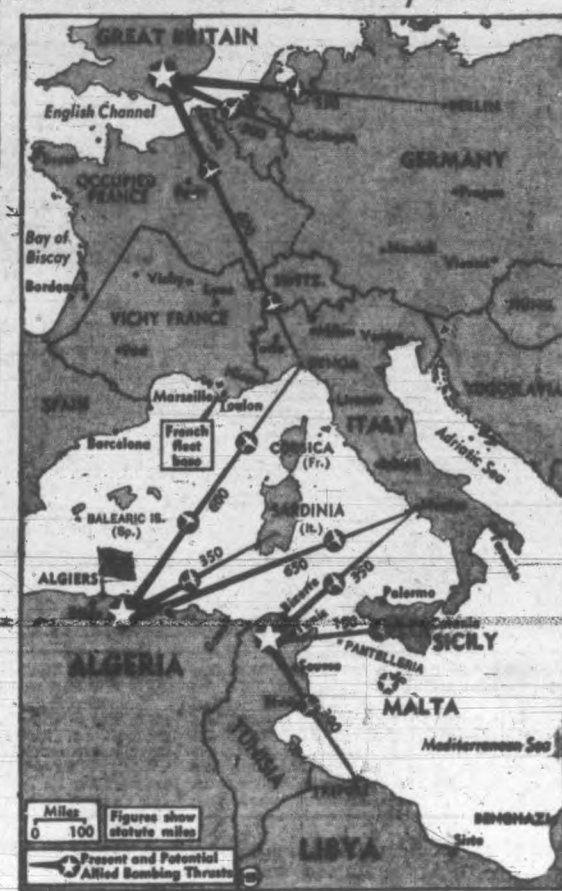 GREAT BRITAIN
English Channel
BERLIN
Cologne
OCCUPIED
FRANCE
GERMANY
Prague
Bay of
Biscay
Munich
Vienna
Bordeaux
Vichy
Lyon
SWITZ.
HUNG.
VICHY FRANCE
Milan
GENOA
YUGOSLAVIA
SPAIN
Marseille
Toulon
ITALY
French
fleet
base
Barcelona
CORSICA
(Fr.)
Adriatic Sea
600
BALEARIC IS.
(Sp.)
SARDINIA
(It.)
350
650
350
ALGIERS
Bizerte
Palermo
SICILY
PANTELLERIA
ALGERIA
Sousse
MALTA
TUNISIA
Mediterranean Sea
TRIPOLI
BENGHAZI
LIBYA
Miles
0 100
Figures show
statute miles
Present and Potential
Allied Bombing Thrusts